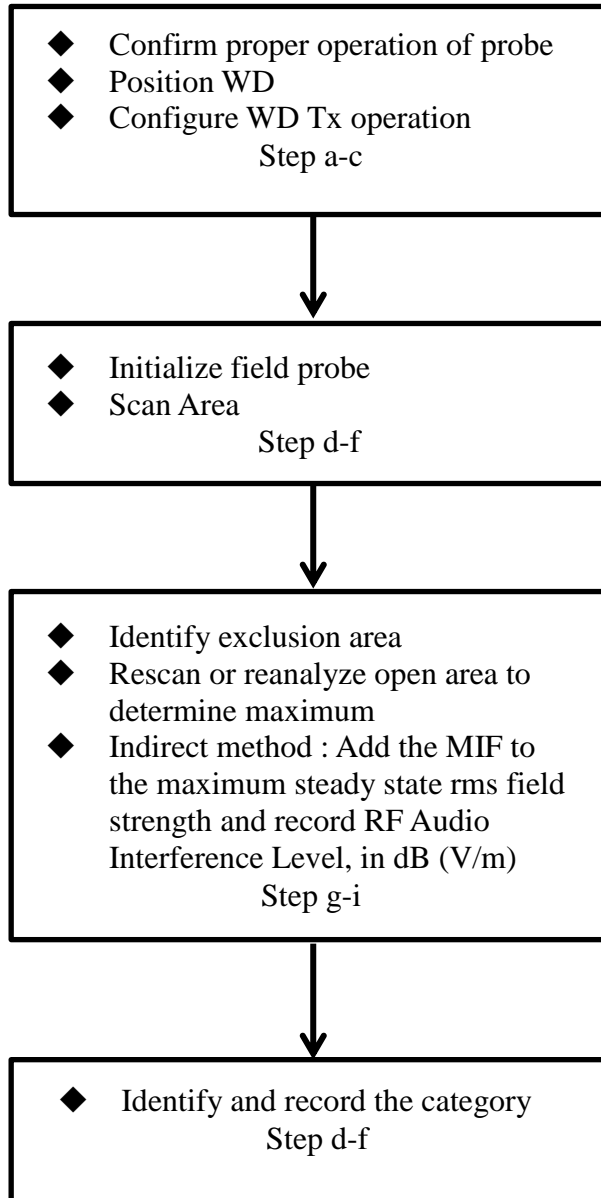 ◆ Confirm proper operation of probe
◆ Position WD
◆ Configure WD Tx operation
Step a-c
◆ Initialize field probe
◆ Scan Area
Step d-f
◆ Identify exclusion area
◆ Rescan or reanalyze open area to
determine maximum
◆ Indirect method : Add the MIF to
the maximum steady state rms field
strength and record RF Audio
Interference Level, in dB (V/m)
Step g-i
◆ Identify and record the category
Step d-f